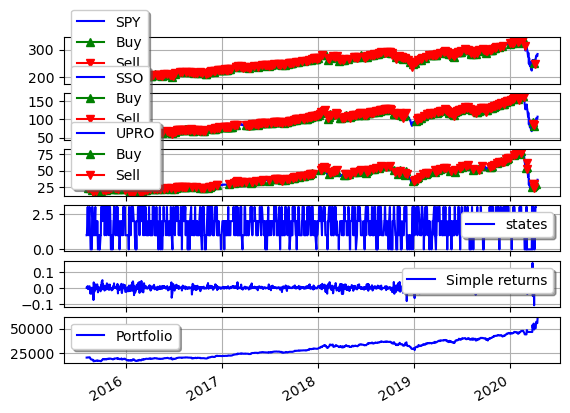 SPY
Buy
Sell
300
200
SSO
Buy
Sell
150
100
50
UPRO
Buy
Sell
75
50
25
states
2.5
0.0
Simple returns
0.1
0.0
−0.1
Portfolio
50000
25000
2016
2017
2018
2019
2020